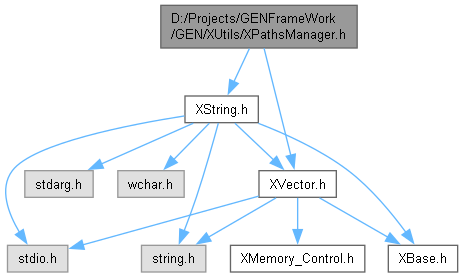 D:/Projects/GENFrameWork
/GEN/XUtils/XPathsManager.h
XString.h
stdarg.h
wchar.h
XVector.h
stdio.h
string.h
XMemory_Control.h
XBase.h